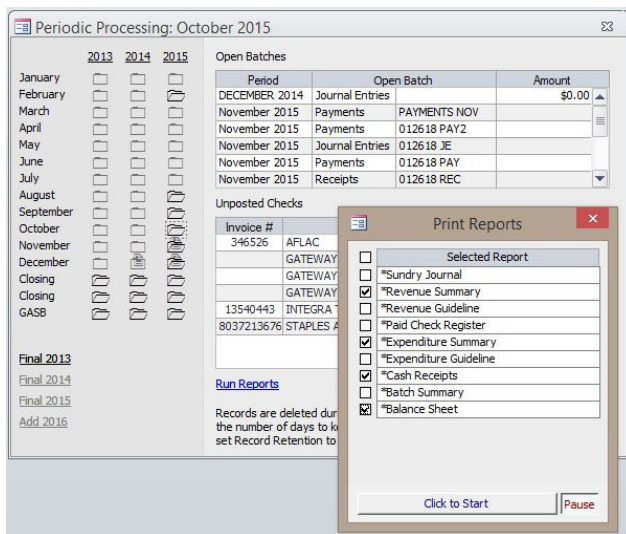 Periodic Processing: October 2015
2013 2014 2015
January
February
March
April
May
June
July
August
September
October
November
December
Closing
Closing
GASB
Final 2013
Final 2014
Final 2015
Add 2016
Open Batches
Period Open Batch Amount
DECEMBER 2014 Journal Entries $0.00
November 2015 Payments PAYMENTS NOV
November 2015 Payments 012618 PAY2
November 2015 Journal Entries 012618 JE
November 2015 Payments 012618 PAY
November 2015 Receipts 012618 REC
Unposted Checks
Invoice #
346526 AFLAC
GATEWAY
GATEWAY
GATEWAY
13540443 INTEGRA T
8037213676 STAPLES A
Run Reports
Records are deleted dur
the number of days to k
set Record Retention to
Print Reports
Selected Report
*Sundry Journal
*Revenue Summary
*Revenue Guideline
*Paid Check Register
*Expenditure Summary
*Expenditure Guideline
*Cash Receipts
*Batch Summary
*Balance Sheet
Click to Start
Pause